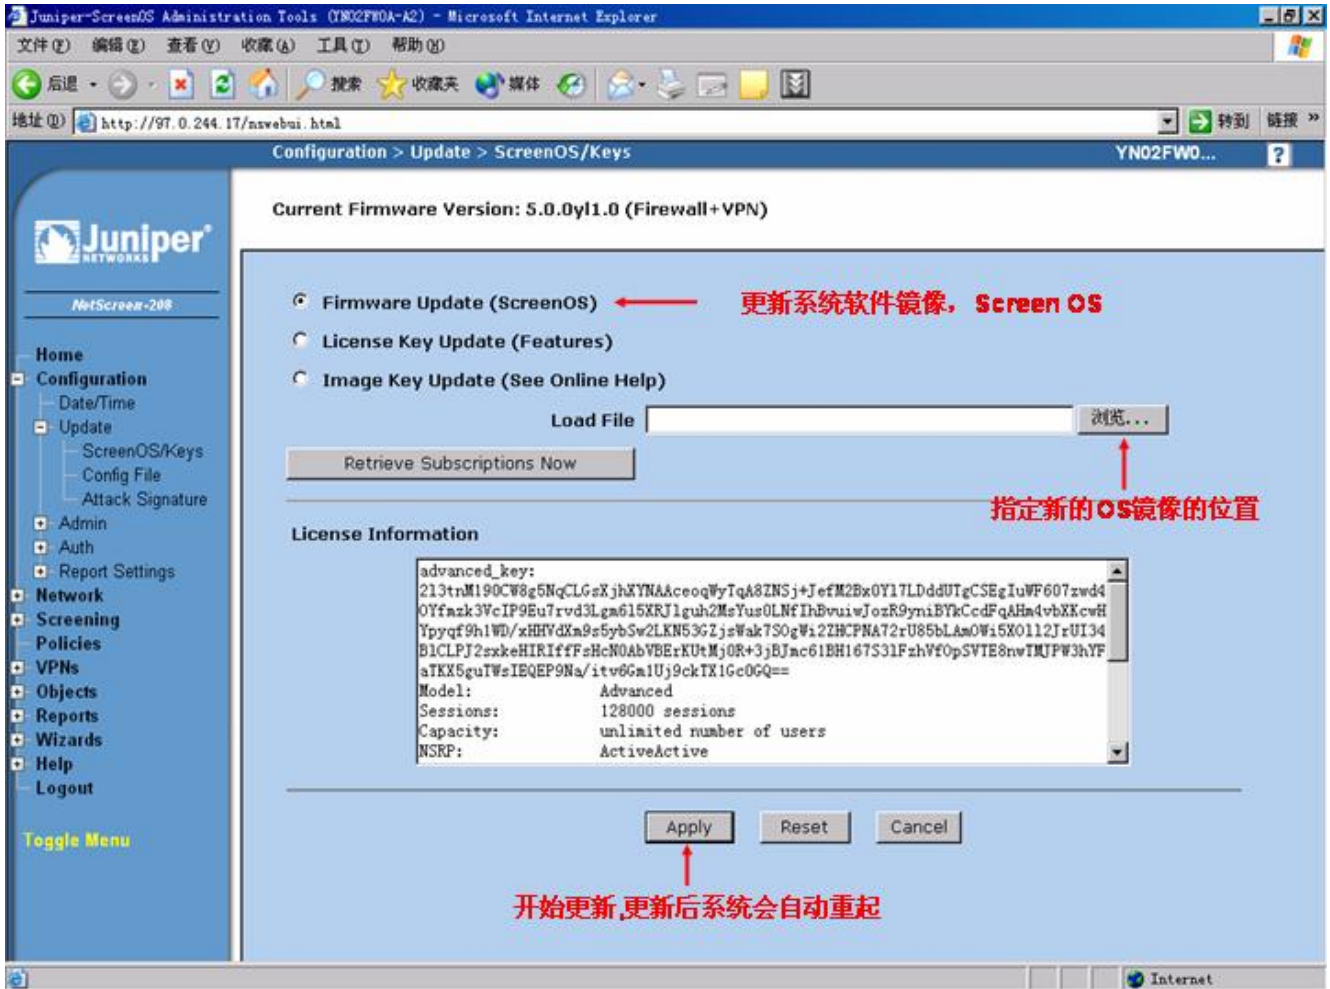 Juniper-ScreenOS Administration Tools (YN02FW0A-A2) - Microsoft Internet Explorer
文件(F) 编辑(E) 查看(V) 收藏(A) 工具(T) 帮助(H)
后退 搜索 收藏夹 媒体
地址(D) http://97.0.244.17/nswebui.html 转到 链接 »
Configuration > Update > ScreenOS/Keys YN02FW0... ?
Current Firmware Version: 5.0.0yl1.0 (Firewall+VPN)
Juniper
NETWORKS
NetScreen-208
Home
Configuration
Date/Time
Update
ScreenOS/Keys
Config File
Attack Signature
Admin
Auth
Report Settings
Network
Screening
Policies
VPNs
Objects
Reports
Wizards
Help
Logout
Toggle Menu
Firmware Update (ScreenOS) 更新系统软件镜像，Screen OS
License Key Update (Features)
Image Key Update (See Online Help)
Load File 浏览...
Retrieve Subscriptions Now
指定新的OS镜像的位置
License Information
advanced_key:
Model: Advanced
Sessions: 128000 sessions
Capacity: unlimited number of users
NSRP: ActiveActive
Apply Reset Cancel
开始更新,更新后系统会自动重起
Internet